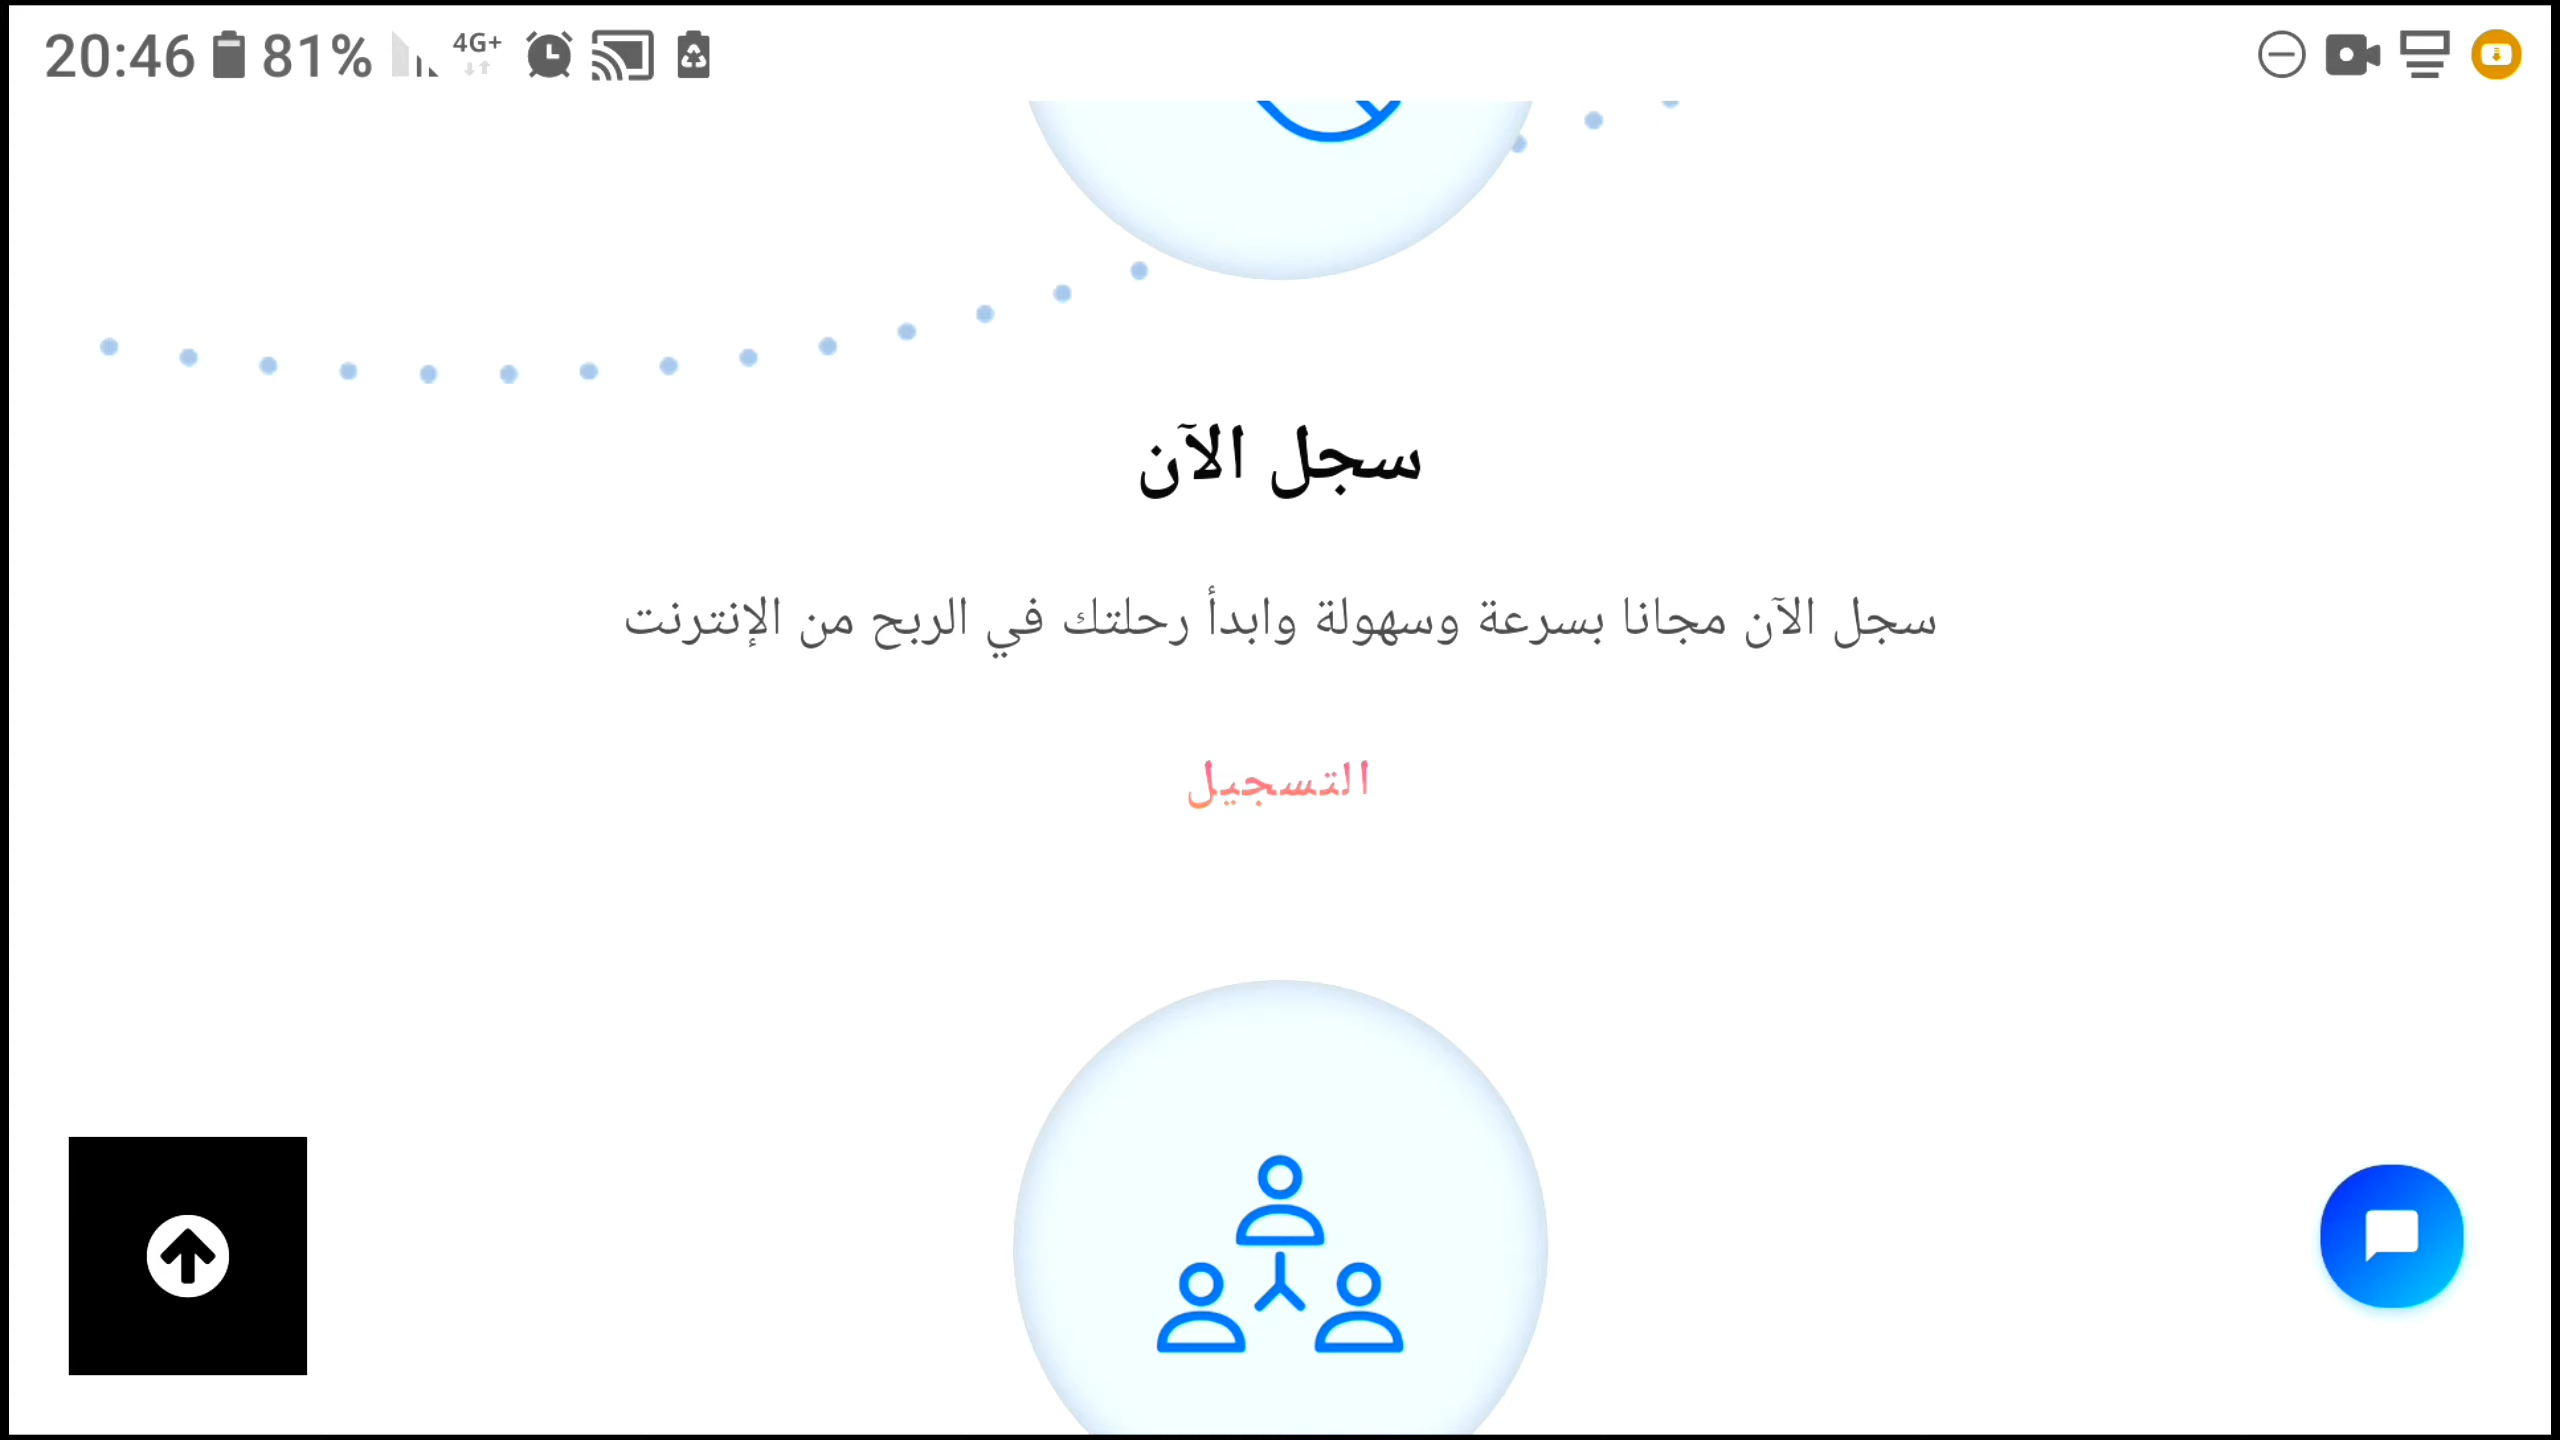 20:46 81% 4G+
سجل الآن
سجل الآن مجانا بسرعة وسهولة وابدأ رحلتك في الربح من الإنترنت
التسجيل